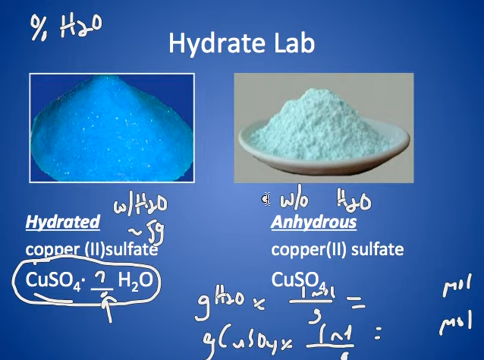 % H2O
Hydrate Lab
w/H2O
w/o H2O
Hydrated
~5g
Anhydrous
copper (II)sulfate
copper(II) sulfate
CuSO4· ? H2O
CuSO4
g H2O x 1 mol / g = mol
g CuSO4 x 1 m1 / g = mol